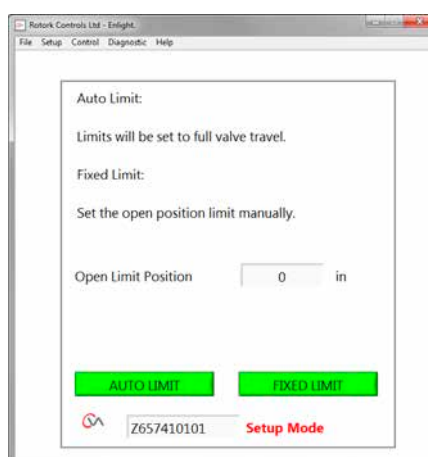 Rotork Controls Ltd - Enlight.
File Setup Control Diagnostic Help
Auto Limit:
Limits will be set to full valve travel.
Fixed Limit:
Set the open position limit manually.
Open Limit Position 0 in
AUTO LIMIT FIXED LIMIT
Z657410101 Setup Mode